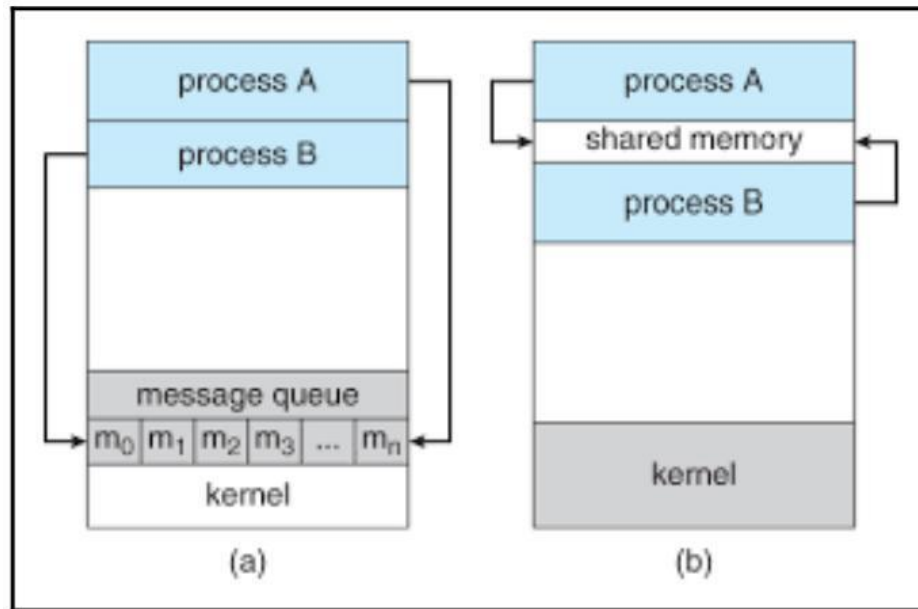 process A
process B
message queue
m₀ m₁ m₂ m₃ ... mₙ
kernel
(a)
process A
shared memory
process B
kernel
(b)